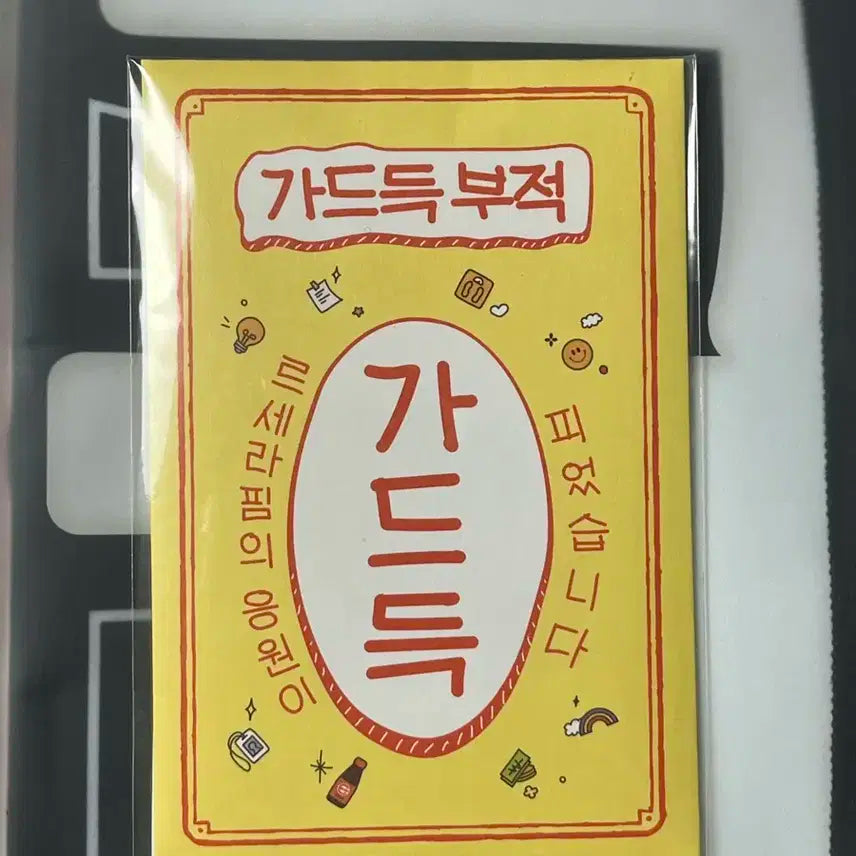 가드득 부적
르세라핌의 응원이
가드득
되었습니다